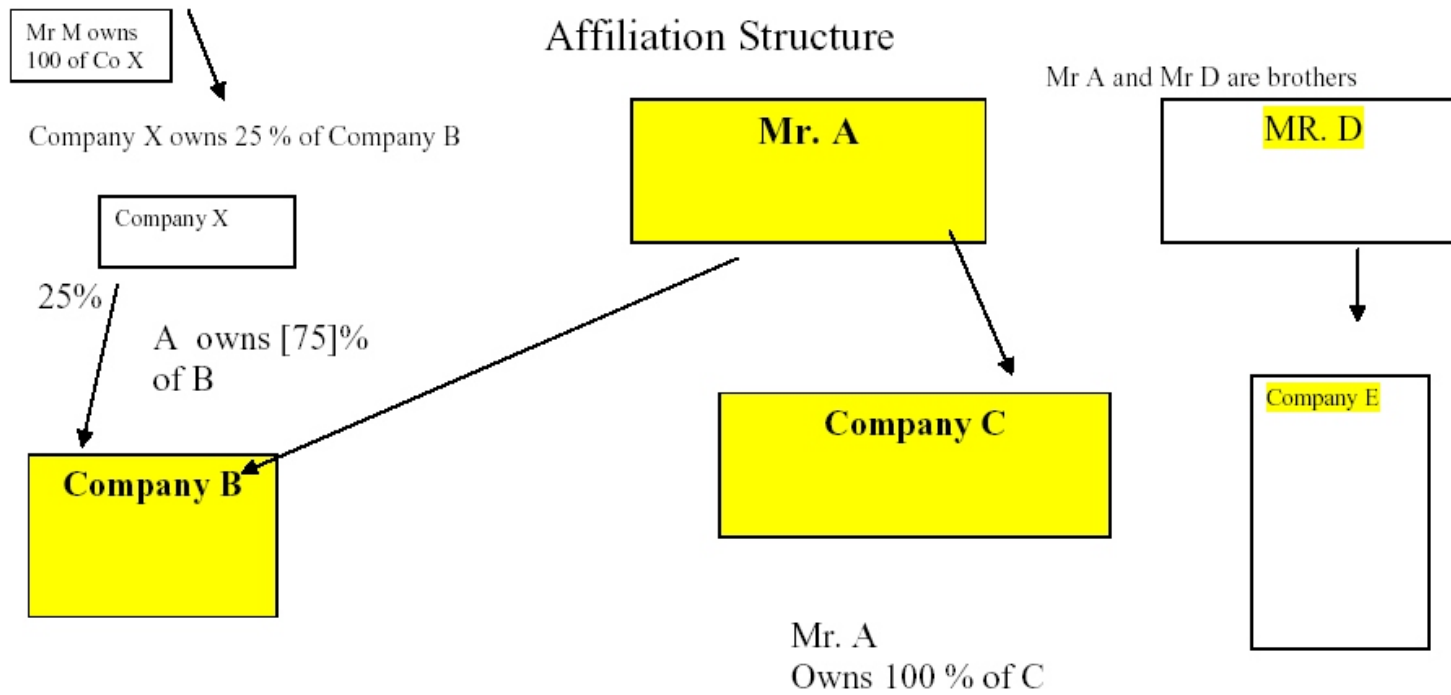 Affiliation Structure
Mr M owns
100 of Co X
Company X owns 25 % of Company B
Company X
25%
A owns [75]%
of B
Company B
Mr. A
Company C
Mr. A
Owns 100 % of C
Mr A and Mr D are brothers
MR. D
Company E